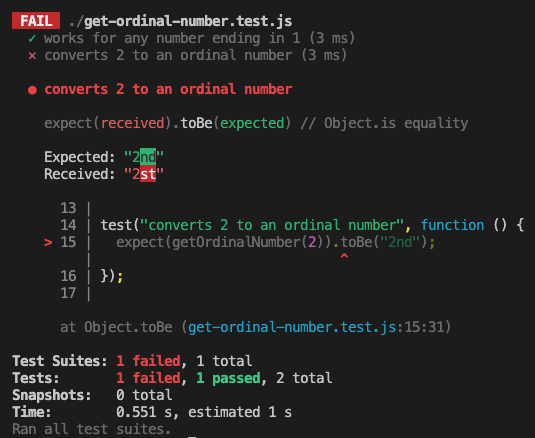 FAIL ./get-ordinal-number.test.js
✓ works for any number ending in 1 (3 ms)
✕ converts 2 to an ordinal number (3 ms)
● converts 2 to an ordinal number
expect(received).toBe(expected) // Object.is equality
Expected: "2nd"
Received: "2st"
13 |
14 | test("converts 2 to an ordinal number", function () {
> 15 |   expect(getOrdinalNumber(2)).toBe("2nd");
|                               ^
16 | });
17 |
at Object.toBe (get-ordinal-number.test.js:15:31)
Test Suites: 1 failed, 1 total
Tests:       1 failed, 1 passed, 2 total
Snapshots:   0 total
Time:        0.551 s, estimated 1 s
Ran all test suites.